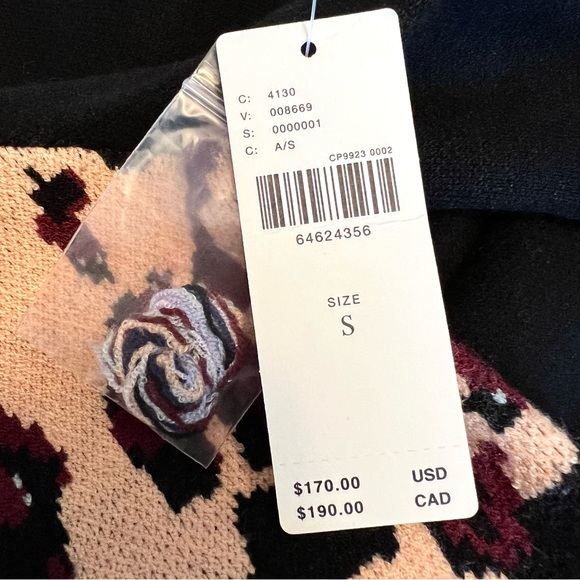 C: 4130
V: 008669
S: 0000001
C: A/S
CP9923 0002
64624356
SIZE
S
$170.00 USD
$190.00 CAD